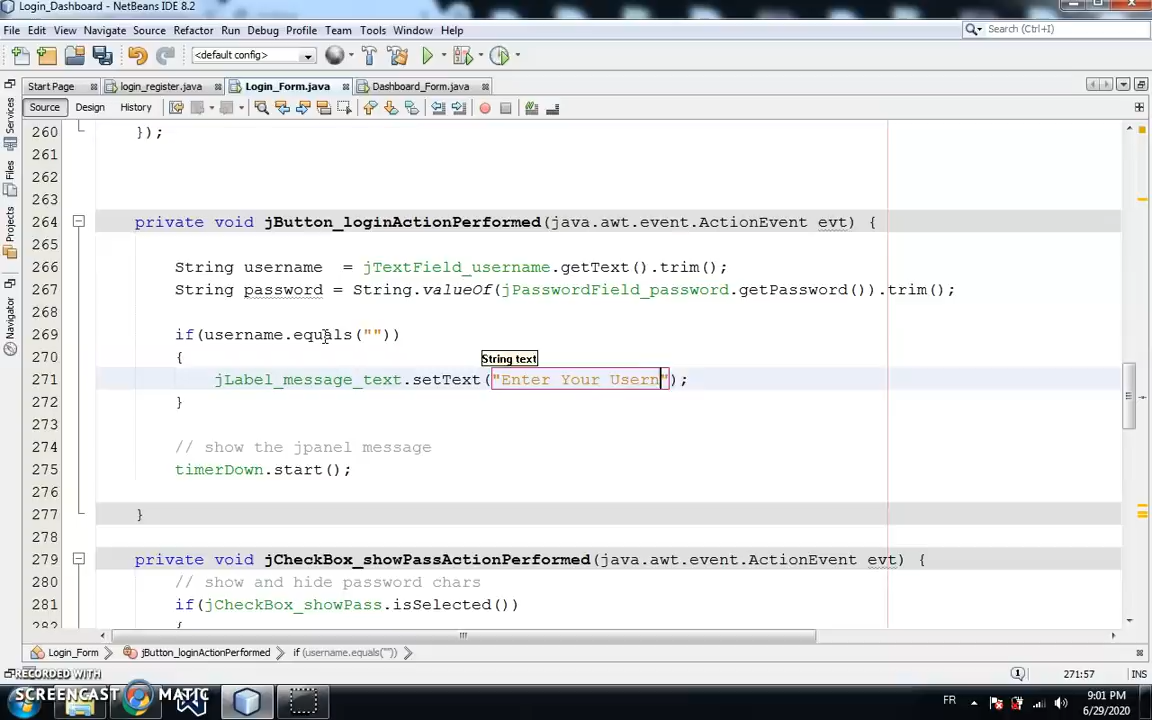 Login_Dashboard - NetBeans IDE 8.2
File Edit View Navigate Source Refactor Run Debug Profile Team Tools Window Help
Search (Ctrl+I)
<default config>
Start Page login_register.java Login_Form.java Dashboard_Form.java
Source Design History
Services
Files
Projects
Navigator
260 });
261
262
263
264 private void jButton_loginActionPerformed(java.awt.event.ActionEvent evt) {
265
266 String username = jTextField_username.getText().trim();
267 String password = String.valueOf(jPasswordField_password.getPassword()).trim();
268
269 if(username.equals(""))
270 {
String text
271 jLabel_message_text.setText("Enter Your Usern");
272 }
273
274 // show the jpanel message
275 timerDown.start();
276
277 }
278
279 private void jCheckBox_showPassActionPerformed(java.awt.event.ActionEvent evt) {
280 // show and hide password chars
281 if(jCheckBox_showPass.isSelected())
282 {
Login_Form jButton_loginActionPerformed if (username.equals(""))
1 271:57 INS
RECORDED WITH
SCREENCAST MATIC
FR 9:01 PM
6/29/2020